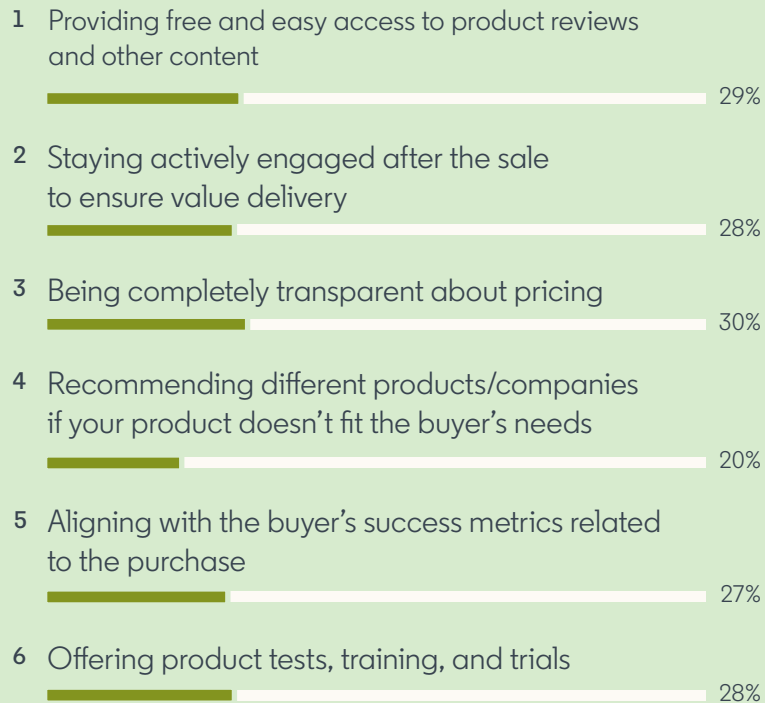 1 Providing free and easy access to product reviews
and other content
29%
2 Staying actively engaged after the sale
to ensure value delivery
28%
3 Being completely transparent about pricing
30%
4 Recommending different products/companies
if your product doesn’t fit the buyer’s needs
20%
5 Aligning with the buyer’s success metrics related
to the purchase
27%
6 Offering product tests, training, and trials
28%